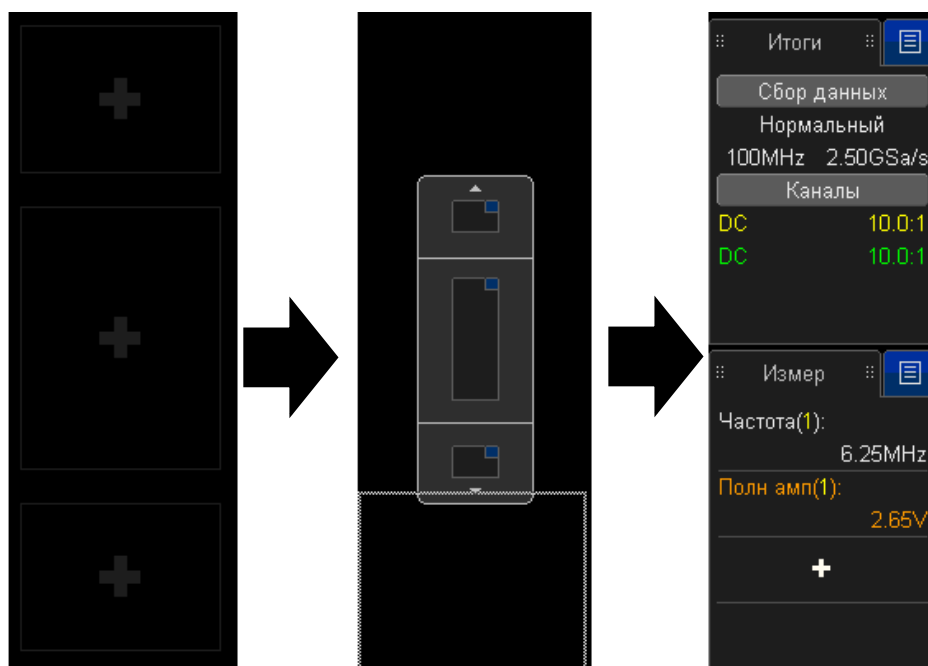 Итоги
Сбор данных
Нормальный
100MHz 2.50GSa/s
Каналы
DC 10.0:1
DC 10.0:1
Измер
Частота(1):
6.25MHz
Полн амп(1):
2.65V